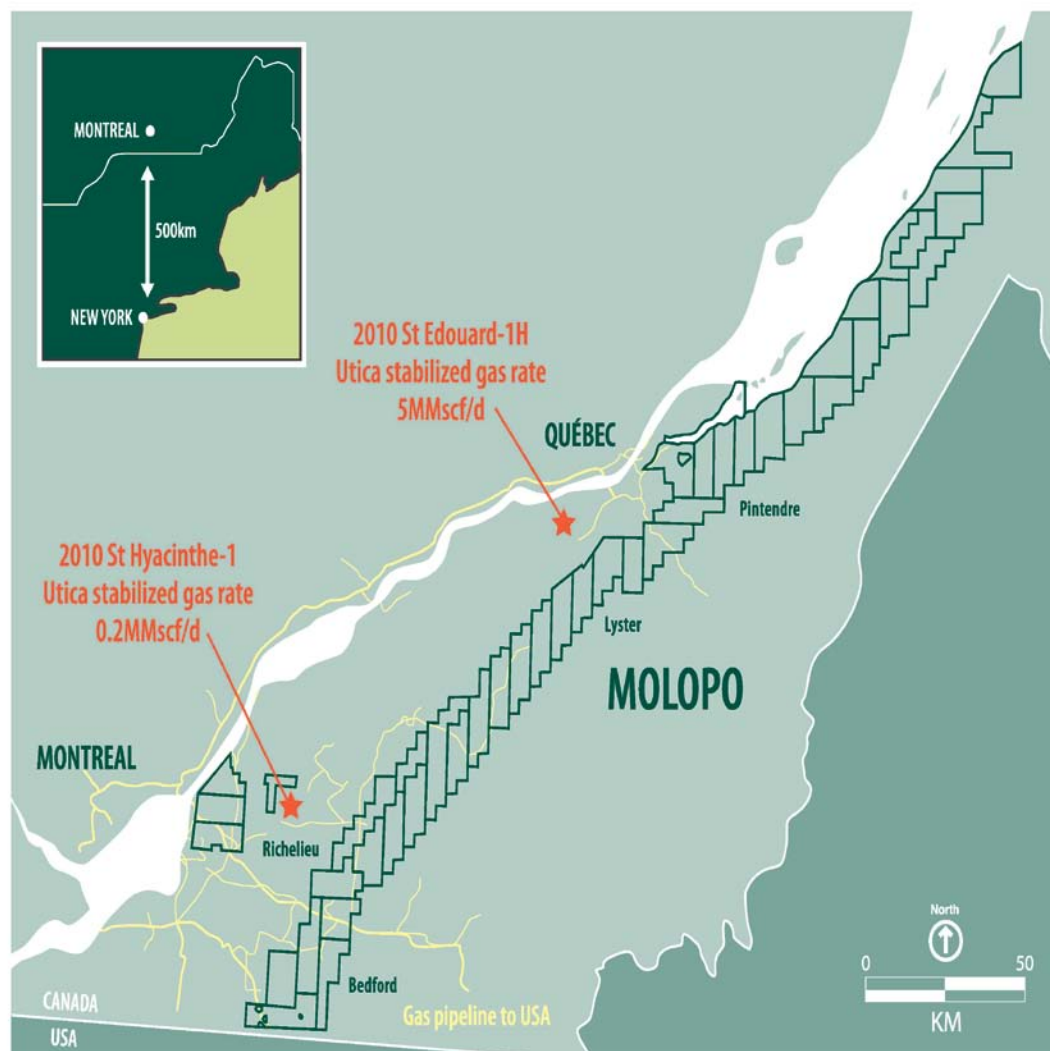 MONTREAL
500km
NEW YORK
2010 St Edouard-1H
Utica stabilized gas rate
5MMscf/d
QUÉBEC
Pintendre
2010 St Hyacinthe-1
Utica stabilized gas rate
0.2MMscf/d
Lyster
MOLOPO
MONTREAL
Richelieu
North
0 50
KM
Bedford
CANADA
USA
Gas pipeline to USA